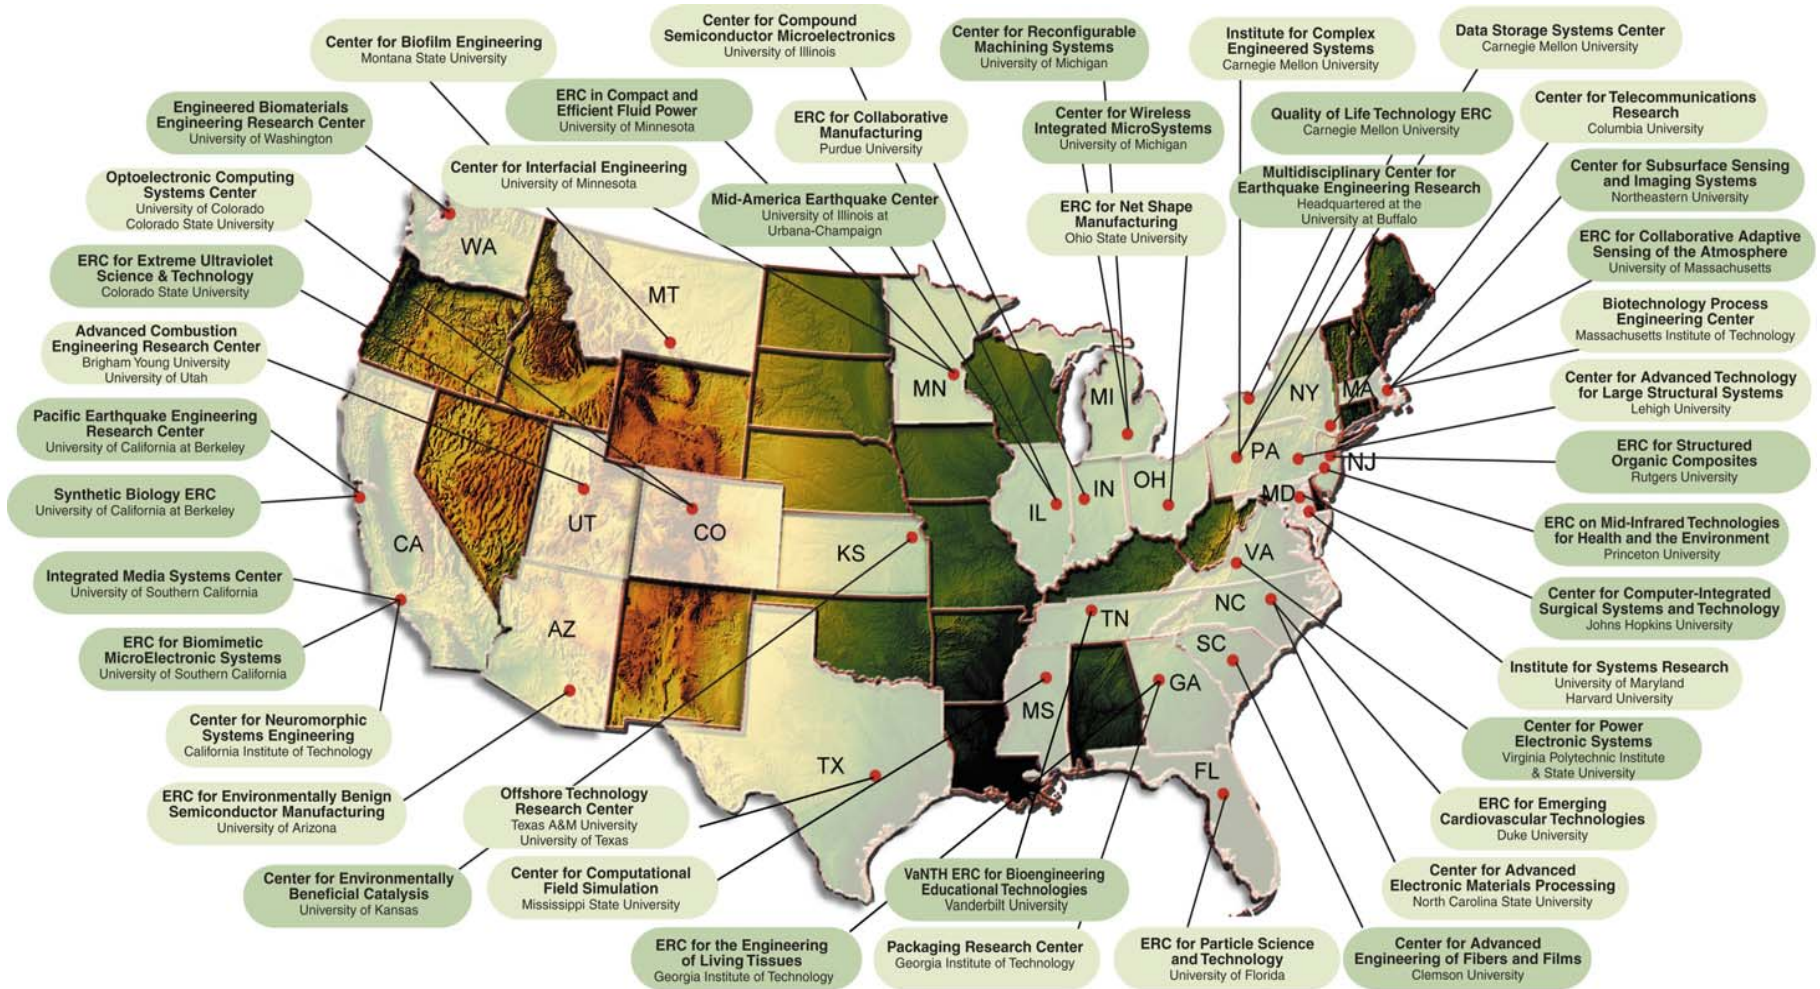 Center for Biofilm Engineering
Montana State University
Center for Compound
Semiconductor Microelectronics
University of Illinois
Center for Reconfigurable
Machining Systems
University of Michigan
Institute for Complex
Engineered Systems
Carnegie Mellon University
Data Storage Systems Center
Carnegie Mellon University
Engineered Biomaterials
Engineering Research Center
University of Washington
ERC in Compact and
Efficient Fluid Power
University of Minnesota
ERC for Collaborative
Manufacturing
Purdue University
Center for Wireless
Integrated MicroSystems
University of Michigan
Quality of Life Technology ERC
Carnegie Mellon University
Center for Telecommunications
Research
Columbia University
Optoelectronic Computing
Systems Center
University of Colorado
Colorado State University
Center for Interfacial Engineering
University of Minnesota
Mid-America Earthquake Center
University of Illinois at
Urbana-Champaign
ERC for Net Shape
Manufacturing
Ohio State University
Multidisciplinary Center for
Earthquake Engineering Research
Headquartered at the
University at Buffalo
Center for Subsurface Sensing
and Imaging Systems
Northeastern University
ERC for Extreme Ultraviolet
Science & Technology
Colorado State University
ERC for Collaborative Adaptive
Sensing of the Atmosphere
University of Massachusetts
Advanced Combustion
Engineering Research Center
Brigham Young University
University of Utah
Biotechnology Process
Engineering Center
Massachusetts Institute of Technology
Pacific Earthquake Engineering
Research Center
University of California at Berkeley
Center for Advanced Technology
for Large Structural Systems
Lehigh University
Synthetic Biology ERC
University of California at Berkeley
ERC for Structured
Organic Composites
Rutgers University
Integrated Media Systems Center
University of Southern California
ERC on Mid-Infrared Technologies
for Health and the Environment
Princeton University
ERC for Biomimetic
MicroElectronic Systems
University of Southern California
Center for Computer-Integrated
Surgical Systems and Technology
Johns Hopkins University
Center for Neuromorphic
Systems Engineering
California Institute of Technology
Institute for Systems Research
University of Maryland
Harvard University
ERC for Environmentally Benign
Semiconductor Manufacturing
University of Arizona
Offshore Technology
Research Center
Texas A&M University
University of Texas
Center for Power
Electronic Systems
Virginia Polytechnic Institute
& State University
Center for Environmentally
Beneficial Catalysis
University of Kansas
Center for Computational
Field Simulation
Mississippi State University
VaNTH ERC for Bioengineering
Educational Technologies
Vanderbilt University
ERC for Emerging
Cardiovascular Technologies
Duke University
Center for Advanced
Electronic Materials Processing
North Carolina State University
ERC for the Engineering
of Living Tissues
Georgia Institute of Technology
Packaging Research Center
Georgia Institute of Technology
ERC for Particle Science
and Technology
University of Florida
Center for Advanced
Engineering of Fibers and Films
Clemson University
WA
MT
MN
MI
NY
MA
PA
NJ
MD
OH
IN
IL
UT
CO
KS
CA
VA
NC
TN
SC
AZ
GA
MS
TX
FL